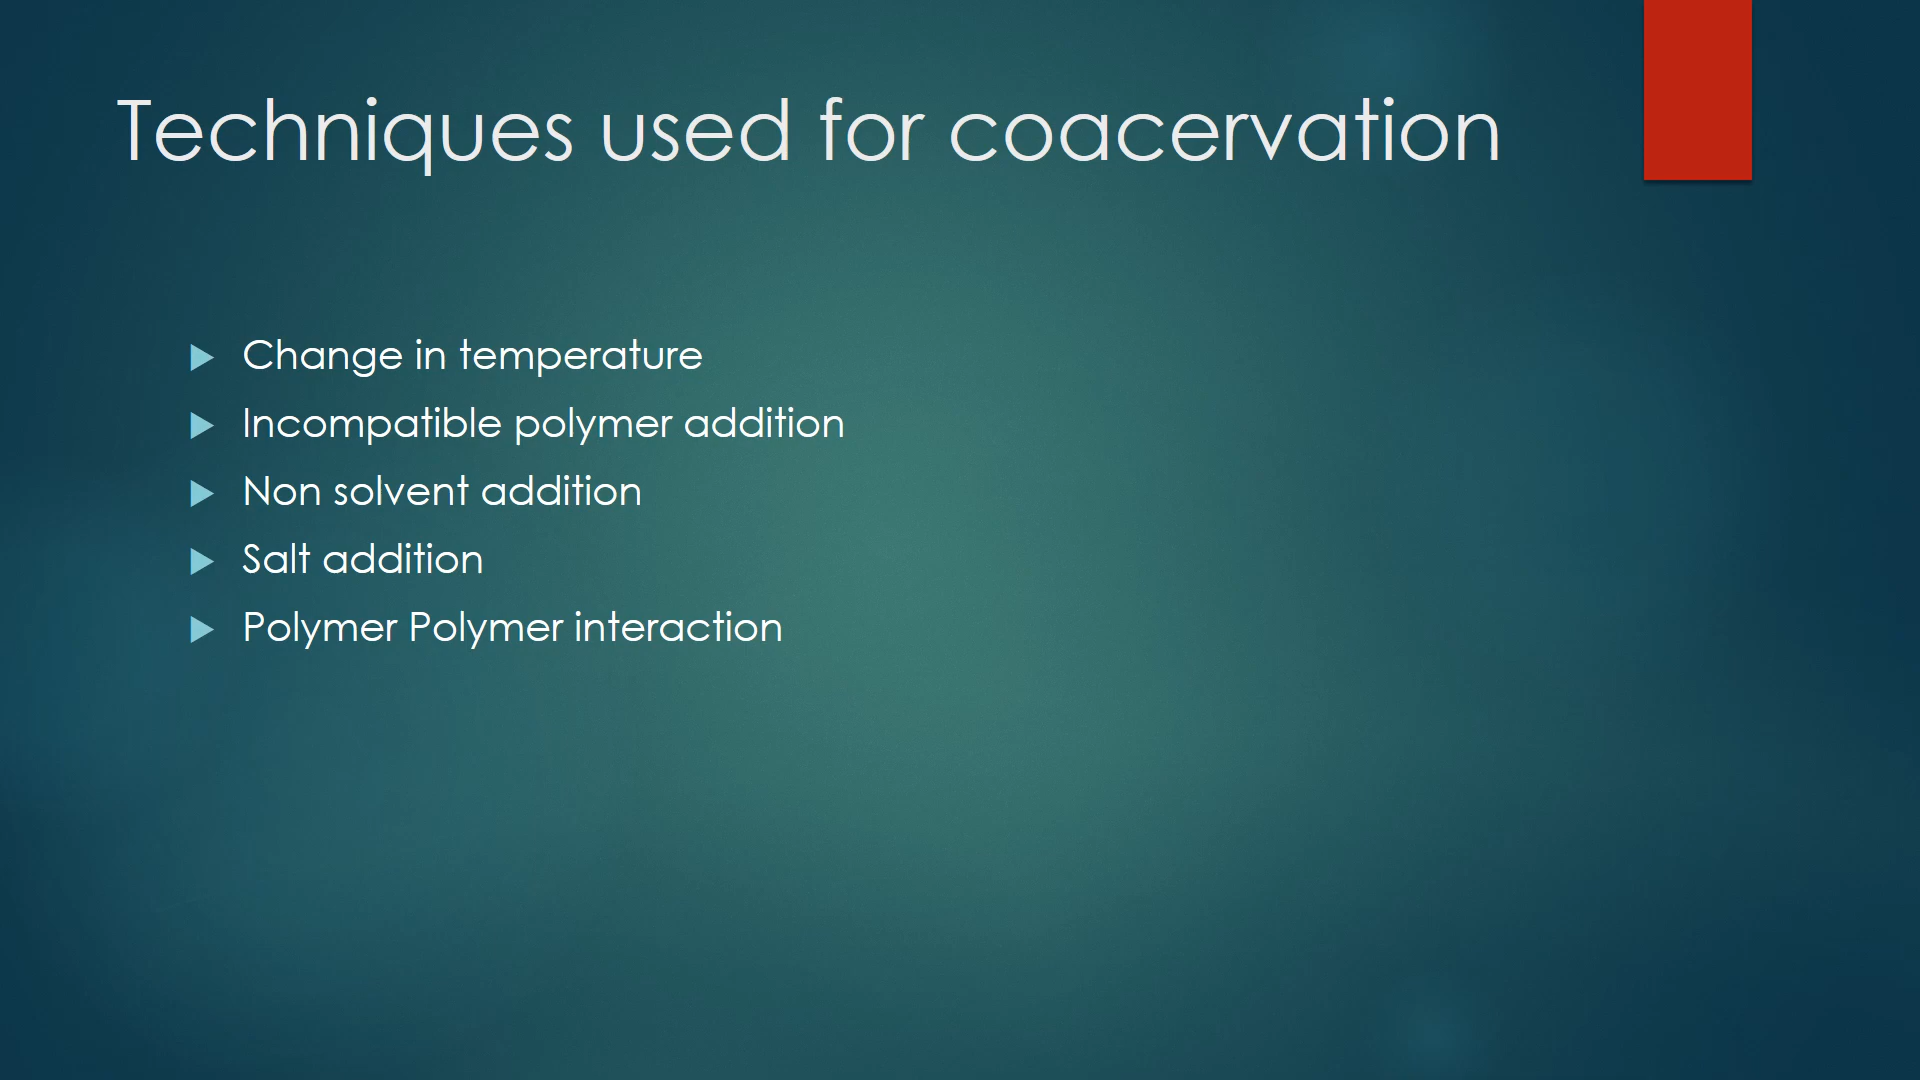 Techniques used for coacervation
Change in temperature
Incompatible polymer addition
Non solvent addition
Salt addition
Polymer Polymer interaction